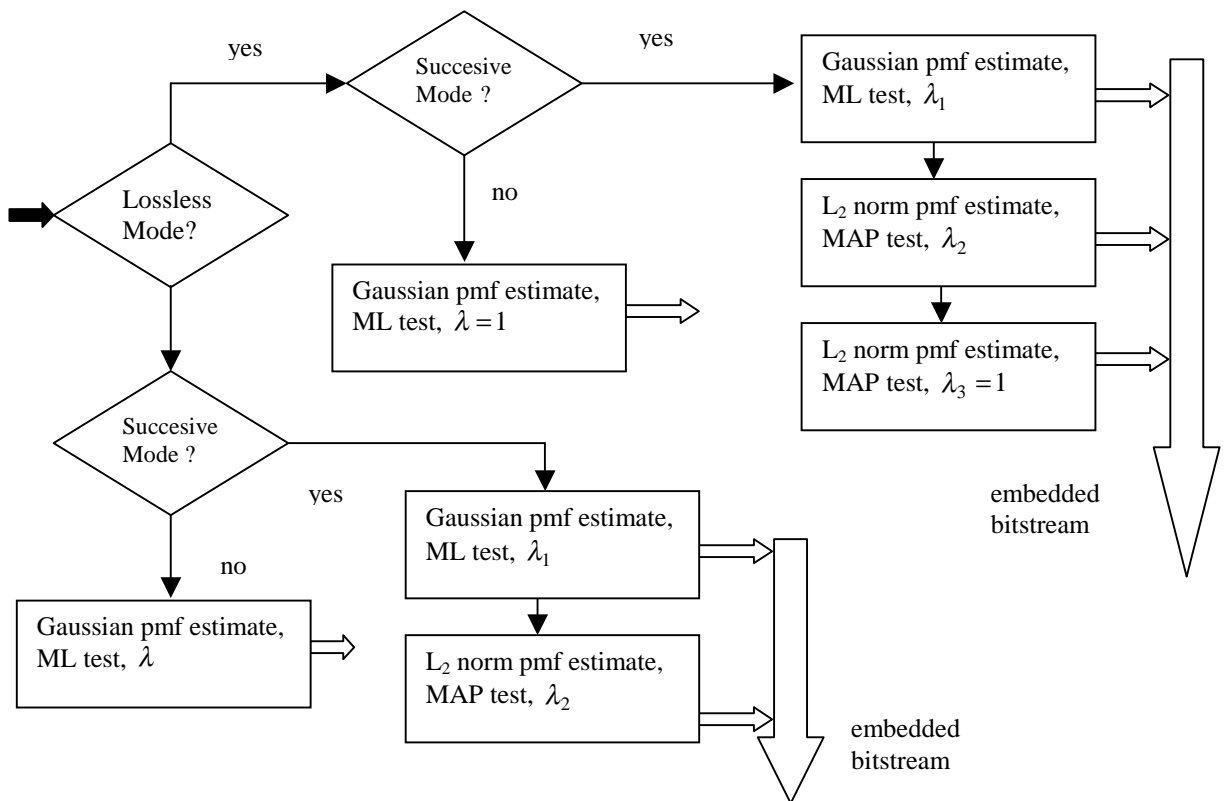 yes
yes
Succesive
Mode ?
Gaussian pmf estimate,
ML test, λ₁
Lossless
Mode?
no
L₂ norm pmf estimate,
MAP test, λ₂
Gaussian pmf estimate,
ML test, λ = 1
L₂ norm pmf estimate,
MAP test, λ₃ = 1
Succesive
Mode ?
yes
embedded
bitstream
Gaussian pmf estimate,
ML test, λ₁
no
Gaussian pmf estimate,
ML test, λ
L₂ norm pmf estimate,
MAP test, λ₂
embedded
bitstream